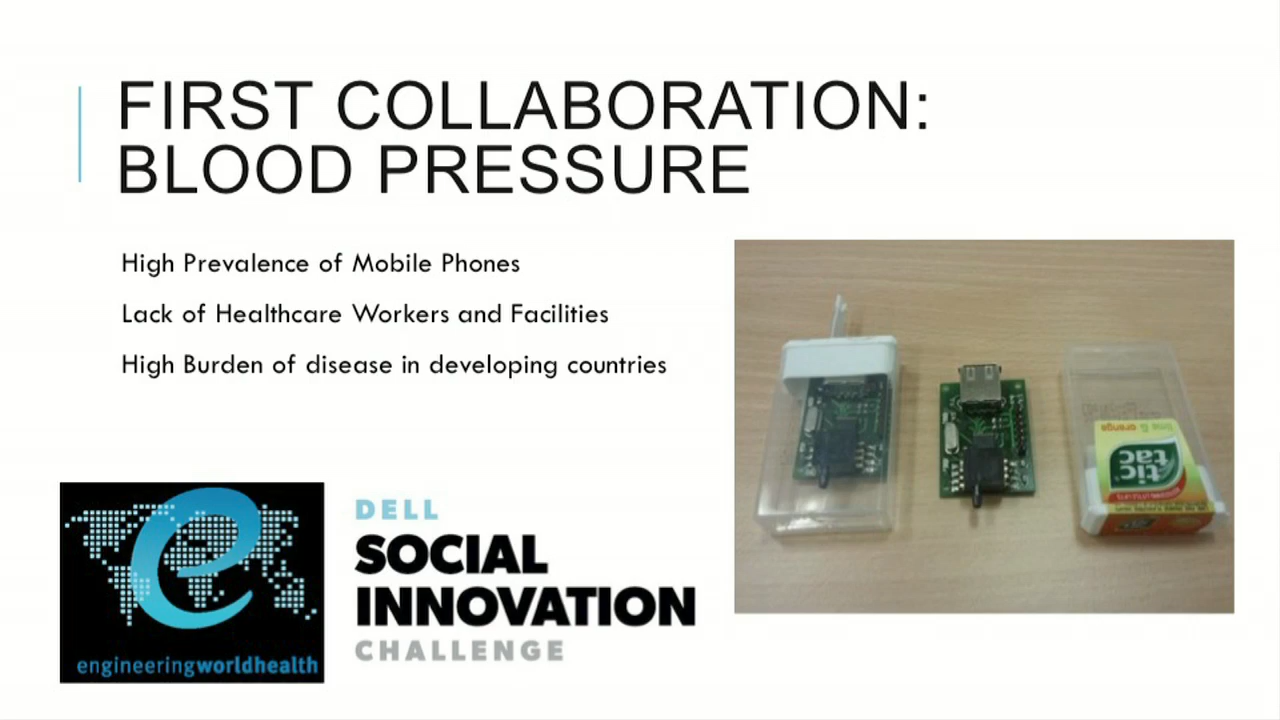 FIRST COLLABORATION:
BLOOD PRESSURE
High Prevalence of Mobile Phones
Lack of Healthcare Workers and Facilities
High Burden of disease in developing countries
engineeringworldhealth
DELL
SOCIAL
INNOVATION
CHALLENGE
lime & orange
tic
tac